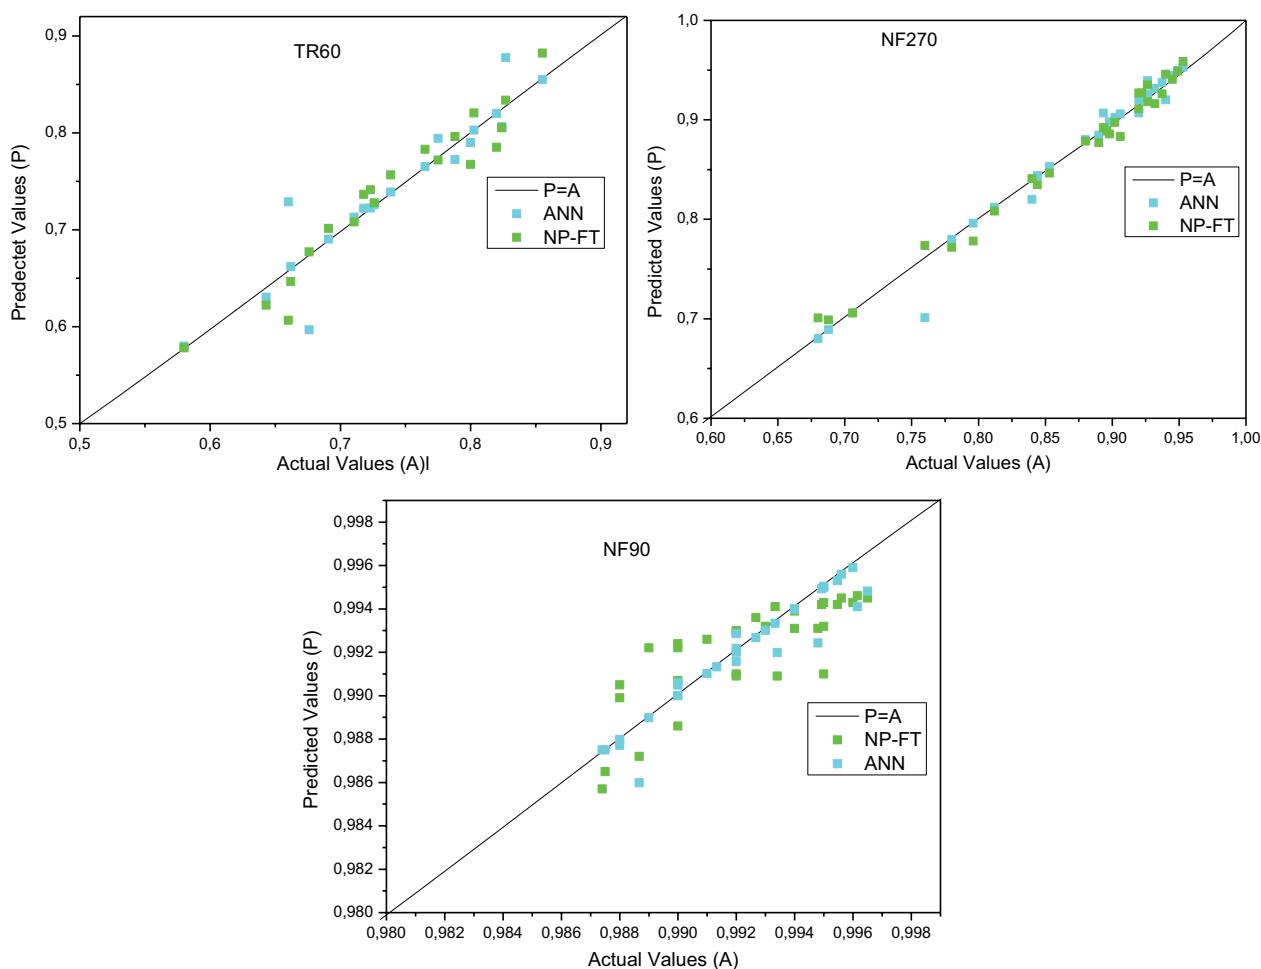 TR60
0,9
0,8
0,7
0,6
0,5
Predectet Values (P)
P=A
ANN
NP-FT
0,5 0,6 0,7 0,8 0,9
Actual Values (A)l
NF270
1,0
0,9
0,8
0,7
0,6
Predicted Values (P)
P=A
ANN
NP-FT
0,60 0,65 0,70 0,75 0,80 0,85 0,90 0,95 1,00
Actual Values (A)
NF90
0,998
0,996
0,994
0,992
0,990
0,988
0,986
0,984
0,982
0,980
Predicted Values (P)
P=A
NP-FT
ANN
0,980 0,982 0,984 0,986 0,988 0,990 0,992 0,994 0,996 0,998
Actual Values (A)